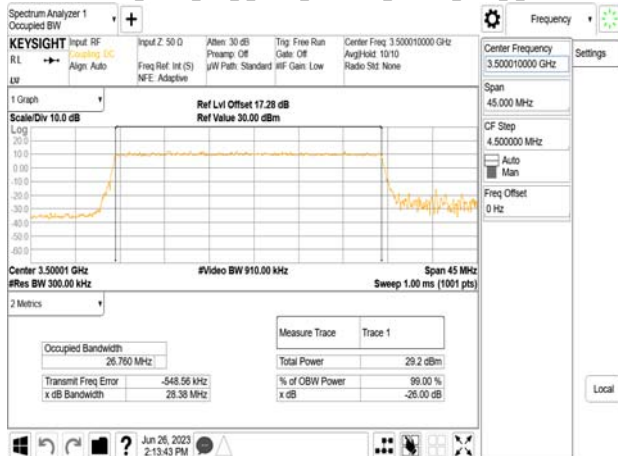 Spectrum Analyzer 1
Occupied BW
Frequency
KEYSIGHT
RL
Input: RF
Coupling: DC
Align: Auto
Input Z: 50 Ω
Freq Ref: Int (S)
NFE: Adaptive
Atten: 30 dB
Preamp: Off
µW Path: Standard
Trig: Free Run
Gate: Off
#IF Gain: Low
Center Freq: 3.500010000 GHz
Avg|Hold: 10/10
Radio Std: None
1 Graph
Scale/Div 10.0 dB
Ref Lvl Offset 17.28 dB
Ref Value 30.00 dBm
Log
20.0
10.0
0.00
-10.0
-20.0
-30.0
-40.0
-50.0
-60.0
Center 3.50001 GHz
#Res BW 300.00 kHz
#Video BW 910.00 kHz
Span 45 MHz
Sweep 1.00 ms (1001 pts)
2 Metrics
Measure Trace Trace 1
Occupied Bandwidth
26.760 MHz
Total Power 29.2 dBm
Transmit Freq Error -548.56 kHz
% of OBW Power 99.00 %
x dB Bandwidth 28.38 MHz
x dB -26.00 dB
Jun 26, 2023
2:13:43 PM
Center Frequency
3.500010000 GHz
Settings
Span
45.000 MHz
CF Step
4.500000 MHz
Auto
Man
Freq Offset
0 Hz
Local